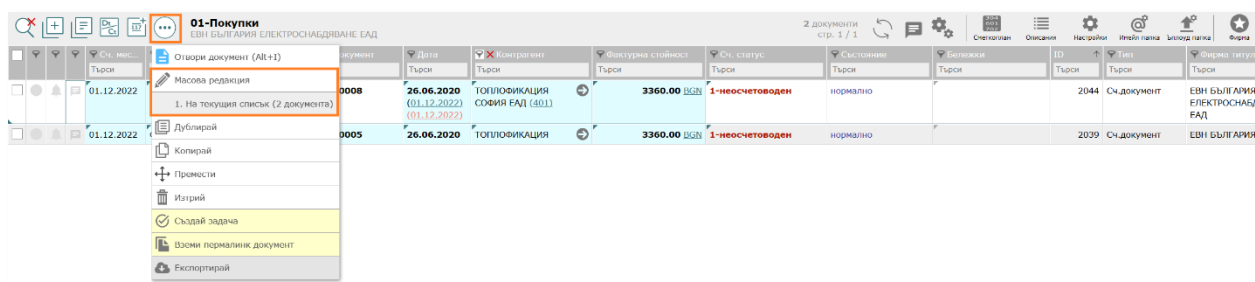 01-Покупки
ЕВН БЪЛГАРИЯ ЕЛЕКТРОСНАБДЯВАНЕ ЕАД
2 документи
стр. 1 / 1
Сметкоплан
Описания
Настройки
Имейл папка
Ъплоуд папка
Фирма
Сч. мес...
окумент
Дата
Контрагент
Фактурна стойност
Сч. статус
Състояние
Бележки
ID
Тип
Фирма титул
Търси
Търси
Търси
Търси
Търси
Търси
Търси
Търси
Търси
Търси
01.12.2022
0008
26.06.2020
ТОПЛОФИКАЦИЯ
3360.00 BGN
1-неосчетоводен
нормално
2044
Сч.документ
ЕВН БЪЛГАРИЯ
(01.12.2022)
СОФИЯ ЕАД (401)
ЕЛЕКТРОСНАБД
(01.12.2022)
ЕАД
01.12.2022
0005
26.06.2020
ТОПЛОФИКАЦИЯ
3360.00 BGN
1-неосчетоводен
нормално
2039
Сч.документ
ЕВН БЪЛГАРИЯ
Отвори документ (Alt+I)
Масова редакция
1. На текущия списък (2 документа)
Дублирай
Копирай
Премести
Изтрий
Създай задача
Вземи пермалинк документ
Експортирай